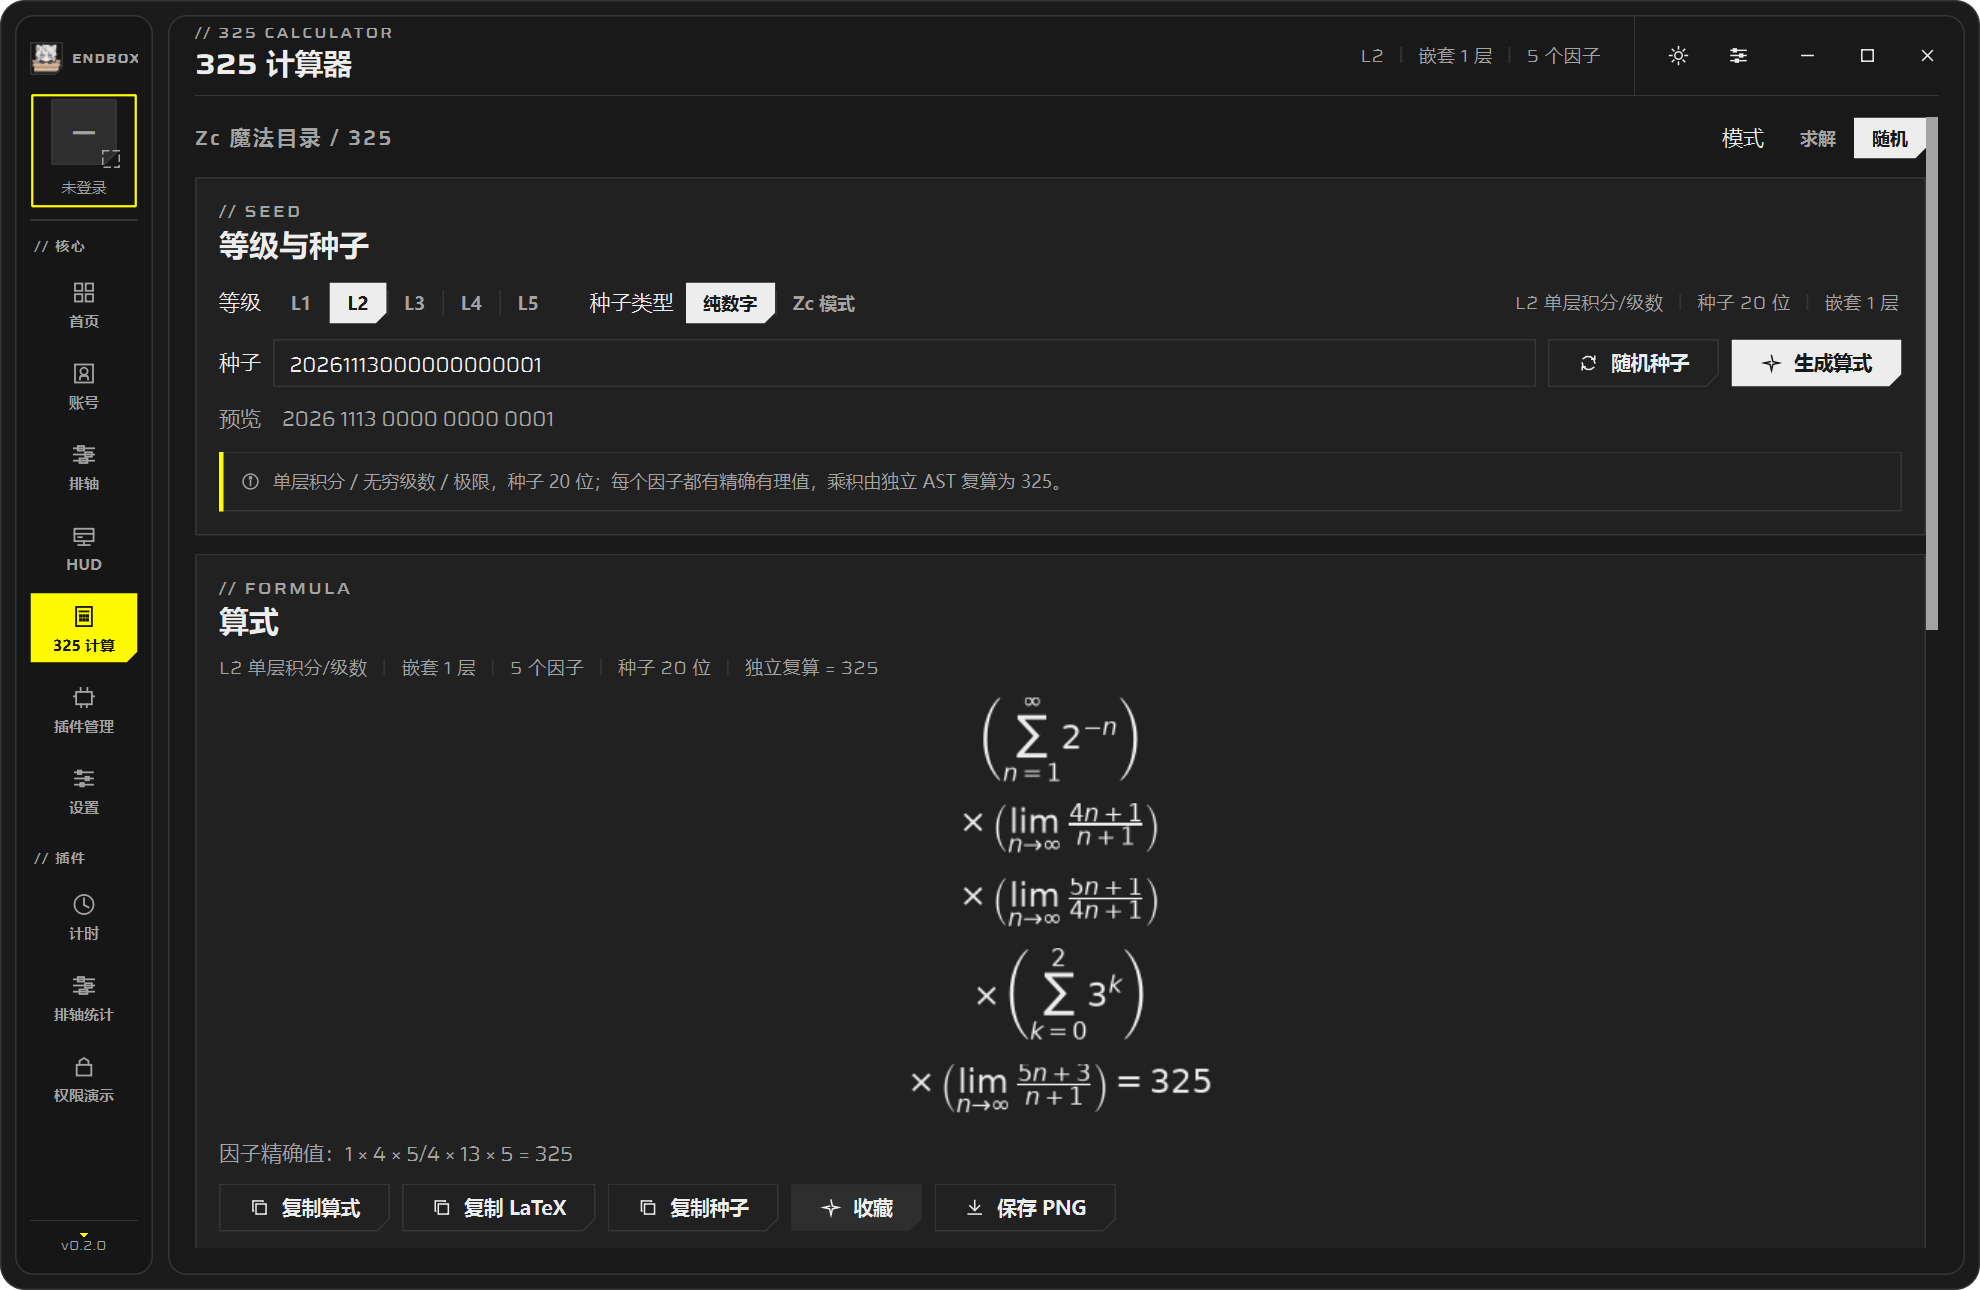 ENDBOX
未登录
// 核心
首页
账号
排轴
HUD
325 计算
插件管理
设置
// 插件
计时
排轴统计
权限演示
v0.2.0
// 325 CALCULATOR
325 计算器
L2 嵌套 1 层 5 个因子
Zc 魔法目录 / 325
模式 求解 随机
// SEED
等级与种子
等级 L1 L2 L3 L4 L5 种子类型 纯数字 Zc 模式
L2 单层积分/级数 种子 20 位 嵌套 1 层
种子 20261113000000000001 随机种子 生成算式
预览 2026 1113 0000 0000 0001
单层积分 / 无穷级数 / 极限，种子 20 位；每个因子都有精确有理值，乘积由独立 AST 复算为 325。
// FORMULA
算式
L2 单层积分/级数 嵌套 1 层 5 个因子 种子 20 位 独立复算 = 325
(∑_{n=1}^{∞} 2^{−n})
× (lim_{n→∞} (4n+1)/(n+1))
× (lim_{n→∞} (5n+1)/(4n+1))
× (∑_{k=0}^{2} 3^k)
× (lim_{n→∞} (5n+3)/(n+1)) = 325
因子精确值：1 × 4 × 5/4 × 13 × 5 = 325
复制算式 复制 LaTeX 复制种子 收藏 保存 PNG